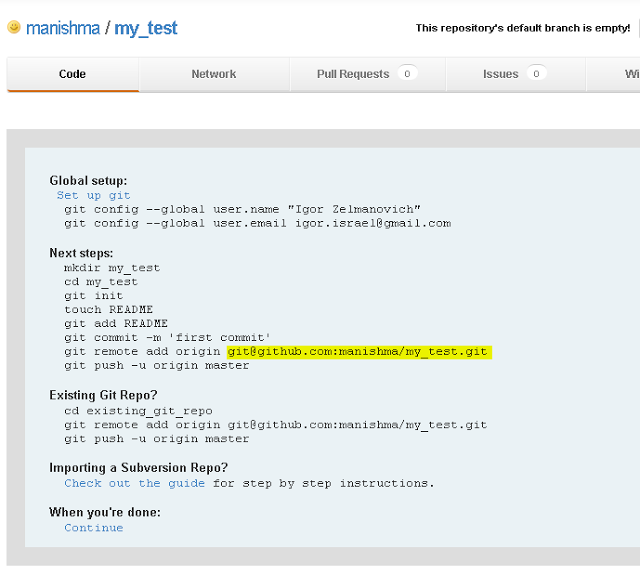 manishma / my_test
This repository's default branch is empty!
Code Network Pull Requests 0 Issues 0
Global setup:
Set up git
git config --global user.name "Igor Zelmanovich"
git config --global user.email igor.israel@gmail.com
Next steps:
mkdir my_test
cd my_test
git init
touch README
git add README
git commit -m 'first commit'
git remote add origin git@github.com:manishma/my_test.git
git push -u origin master
Existing Git Repo?
cd existing_git_repo
git remote add origin git@github.com:manishma/my_test.git
git push -u origin master
Importing a Subversion Repo?
Check out the guide for step by step instructions.
When you're done:
Continue